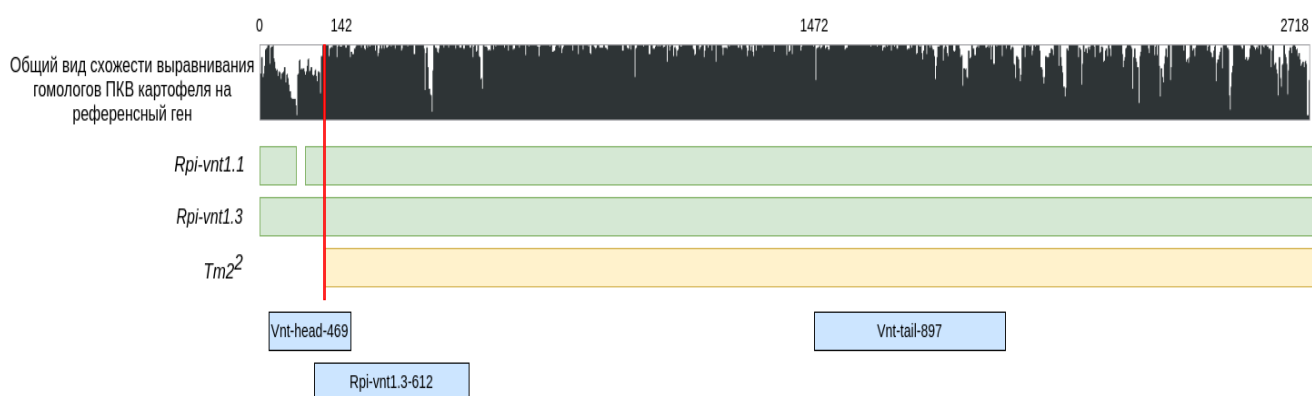 0 142 1472 2718
Общий вид схожести выравнивания
гомологов ПКВ картофеля на
референсный ген
Rpi-vnt1.1
Rpi-vnt1.3
Tm2²
Vnt-head-469 Vnt-tail-897
Rpi-vnt1.3-612